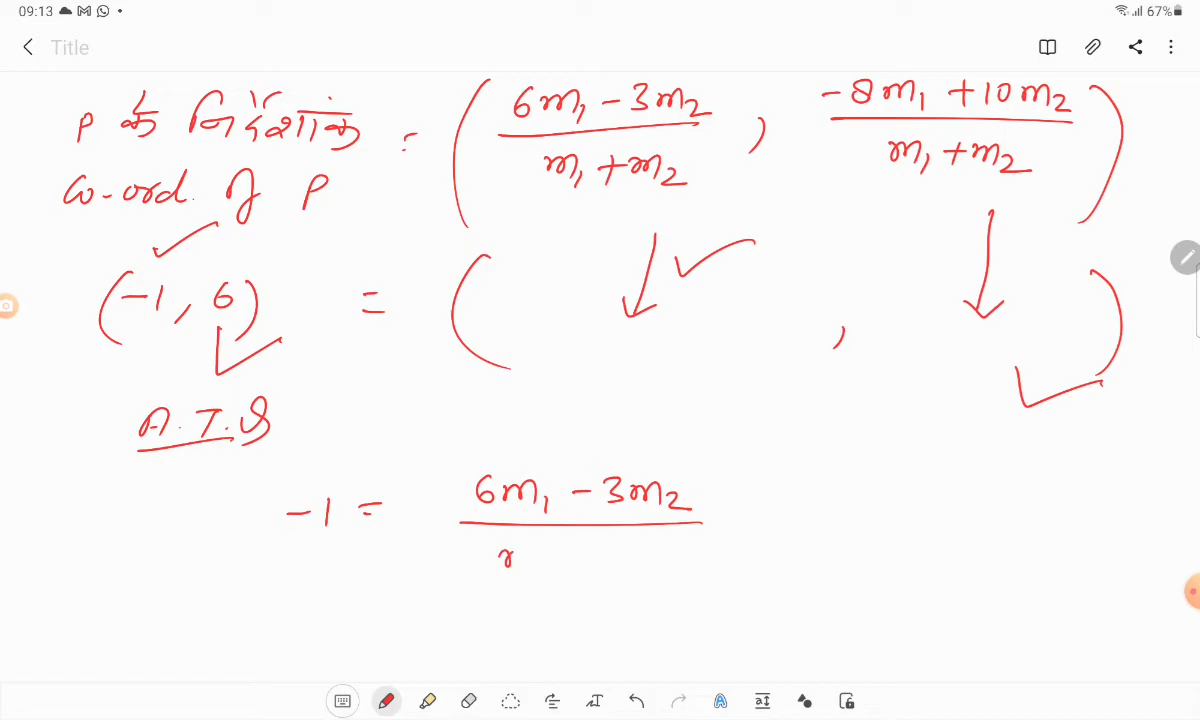 09:13 67%
Title
P के निर्देशांक = ( (6m₁ - 3m₂)/(m₁ + m₂) , (-8m₁ + 10m₂)/(m₁ + m₂) )
Co-ord. of P
(-1, 6) = ( , )
A.T.Q
-1 = (6m₁ - 3m₂)/